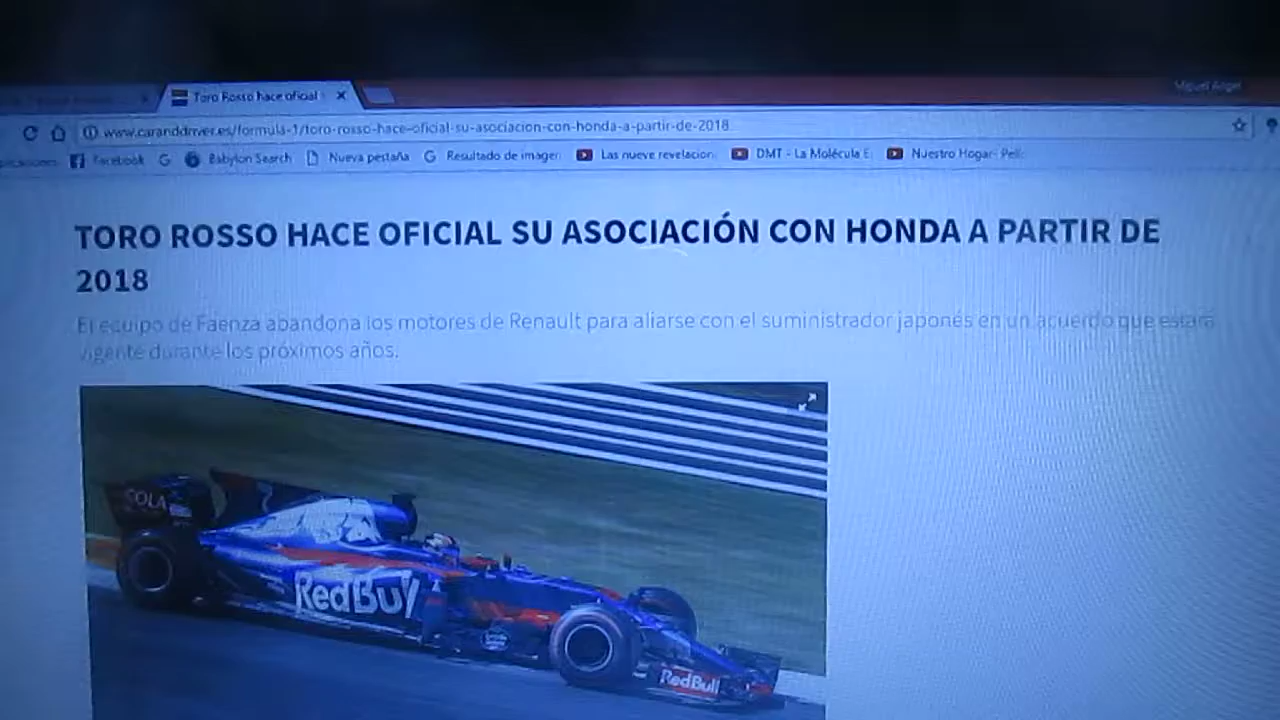 Toro Rosso hace oficial
Miguel Angel
www.caranddriver.es/formula-1/toro-rosso-hace-oficial-su-asociacion-con-honda-a-partir-de-2018
Facebook G Babylon Search Nueva pestaña G Resultado de imagen Las nueve revelacion DMT - La Molécula E Nuestro Hogar- Pelí
TORO ROSSO HACE OFICIAL SU ASOCIACIÓN CON HONDA A PARTIR DE
2018
El equipo de Faenza abandona los motores de Renault para aliarse con el suministrador japonés en un acuerdo que estará
vigente durante los próximos años.
COLA
RedBull
RedBull